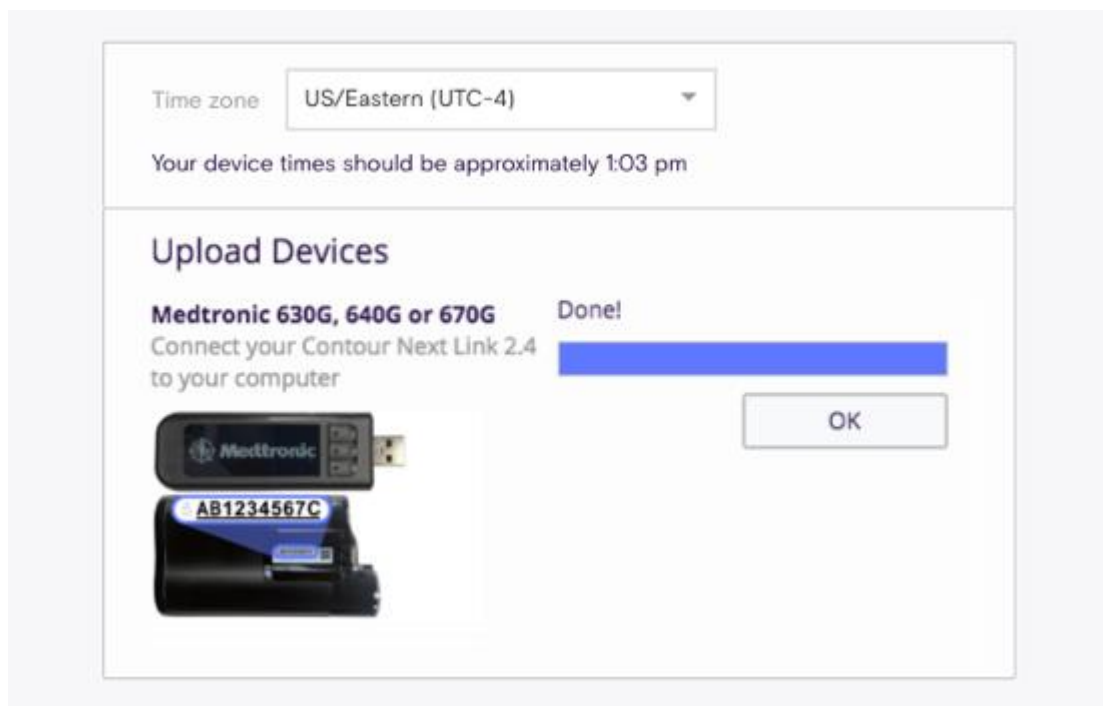 Time zone
US/Eastern (UTC-4)
Your device times should be approximately 1:03 pm
Upload Devices
Medtronic 630G, 640G or 670G
Connect your Contour Next Link 2.4
to your computer
Done!
OK
Medtronic
AB1234567C